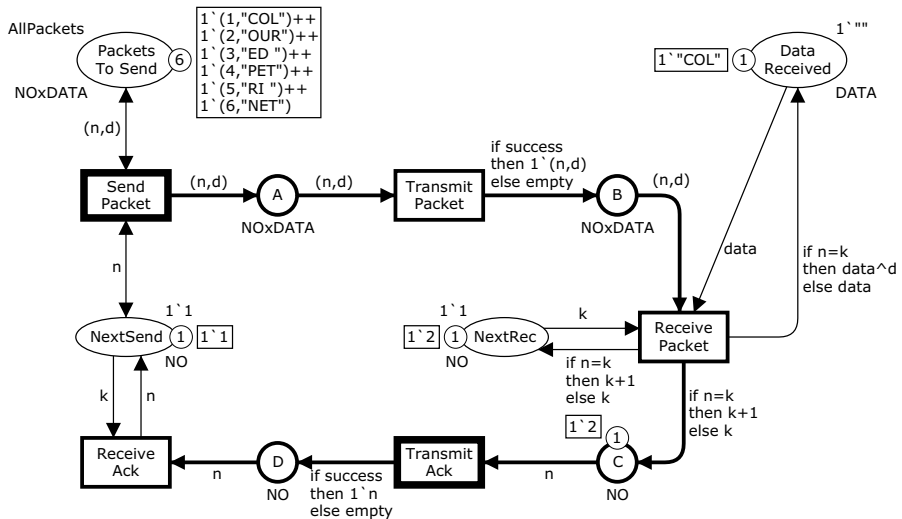 AllPackets
Packets
To Send
6
1`(1,"COL")++
1`(2,"OUR")++
1`(3,"ED ")++
1`(4,"PET")++
1`(5,"RI ")++
1`(6,"NET")
NOxDATA
1`""
1`"COL"
1
Data
Received
DATA
(n,d)
Send
Packet
(n,d)
A
NOxDATA
(n,d)
Transmit
Packet
if success
then 1`(n,d)
else empty
B
NOxDATA
(n,d)
data
if n=k
then data^d
else data
n
1`1
NextSend
1
1`1
NO
1`1
1`2
1
NextRec
NO
k
if n=k
then k+1
else k
Receive
Packet
if n=k
then k+1
else k
k
n
Receive
Ack
n
D
NO
if success
then 1`n
else empty
Transmit
Ack
n
1`2
1
C
NO